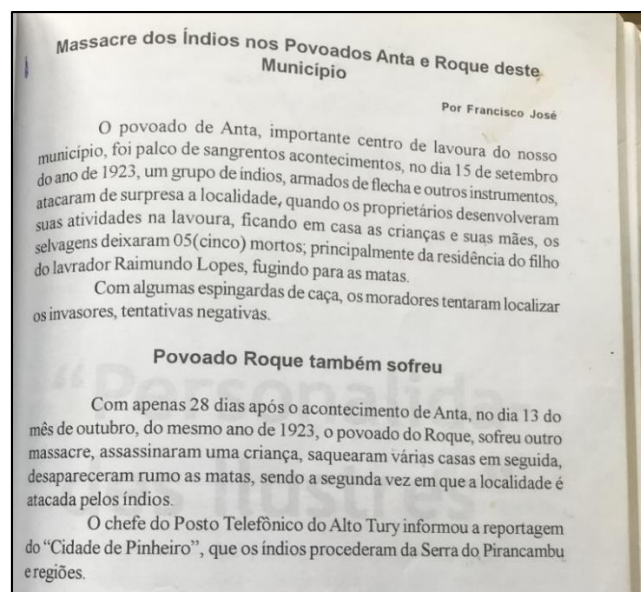 Massacre dos Índios nos Povoados Anta e Roque deste
Município
Por Francisco José
O povoado de Anta, importante centro de lavoura do nosso
município, foi palco de sangrentos acontecimentos, no dia 15 de setembro
do ano de 1923, um grupo de índios, armados de flecha e outros instrumentos,
atacaram de surpresa a localidade, quando os proprietários desenvolveram
suas atividades na lavoura, ficando em casa as crianças e suas mães, os
selvagens deixaram 05(cinco) mortos; principalmente da residência do filho
do lavrador Raimundo Lopes, fugindo para as matas.
Com algumas espingardas de caça, os moradores tentaram localizar
os invasores, tentativas negativas.
Povoado Roque também sofreu
Com apenas 28 dias após o acontecimento de Anta, no dia 13 do
mês de outubro, do mesmo ano de 1923, o povoado do Roque, sofreu outro
massacre, assassinaram uma criança, saquearam várias casas em seguida,
desapareceram rumo as matas, sendo a segunda vez em que a localidade é
atacada pelos índios.
O chefe do Posto Telefônico do Alto Tury informou a reportagem
do “Cidade de Pinheiro”, que os índios procederam da Serra do Pirancambu
e regiões.